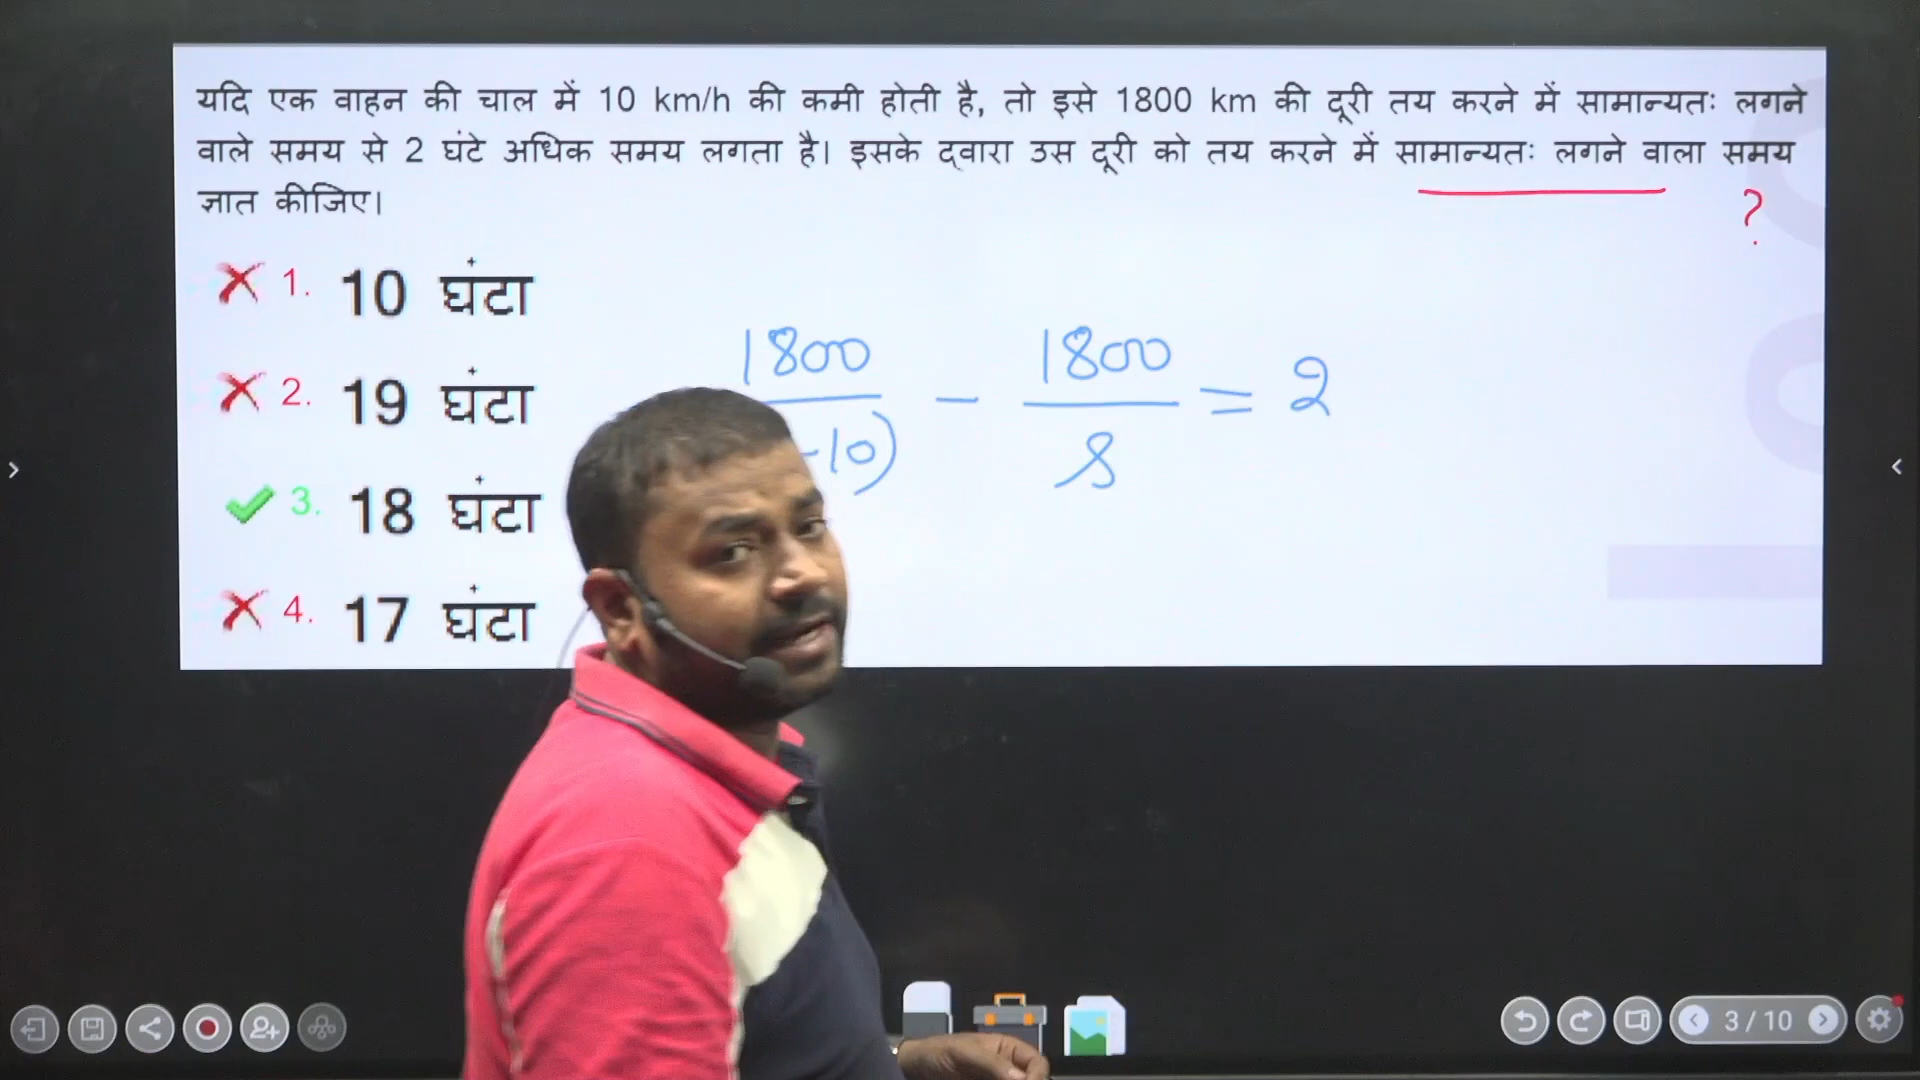 यदि एक वाहन की चाल में 10 km/h की कमी होती है, तो इसे 1800 km की दूरी तय करने में सामान्यतः लगने
वाले समय से 2 घंटे अधिक समय लगता है। इसके द्वारा उस दूरी को तय करने में सामान्यतः लगने वाला समय
ज्ञात कीजिए।
?
1. 10 घंटा
2. 19 घंटा
3. 18 घंटा
4. 17 घंटा
1800 - 1800 = 2
-10) s
3 / 10